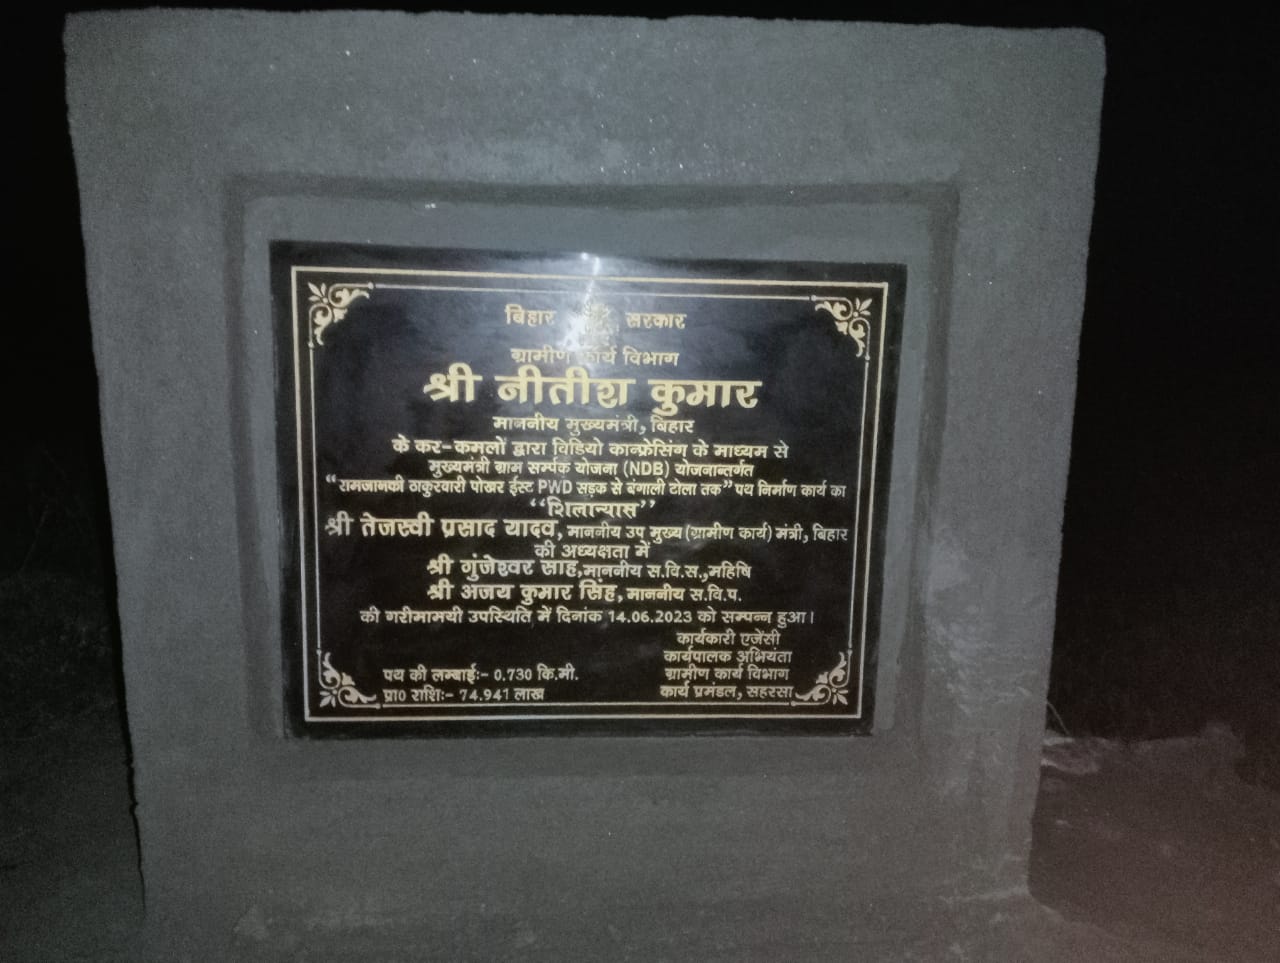 बिहार सरकार
ग्रामीण कार्य विभाग
श्री नीतीश कुमार
माननीय मुख्यमंत्री, बिहार
के कर-कमलों द्वारा विडियो कान्फ्रेसिंग के माध्यम से
मुख्यमंत्री ग्राम सर्म्पक योजना (NDB) योजनान्तर्गत
“रामजानकी ठाकुरवारी पोखर ईस्ट PWD सड़क से बंगाली टोला तक” पथ निर्माण कार्य का
‘‘शिलान्यास’’
श्री तेजस्वी प्रसाद यादव, माननीय उप मुख्य (ग्रामीण कार्य) मंत्री, बिहार
की अध्यक्षता में
श्री गुंजेश्वर साह, माननीय स.वि.स., महिषि
श्री अजय कुमार सिंह, माननीय स.वि.प.
की गरीमामयी उपस्थिति में दिनांक 14.06.2023 को सम्पन्न हुआ।
कार्यकारी एजेंसी
कार्यपालक अभियंता
पथ की लम्बाई:- 0.730 कि.मी. ग्रामीण कार्य विभाग
प्रा0 राशि:- 74.941 लाख कार्य प्रमंडल, सहरसा